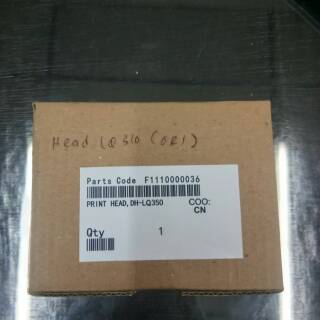 Head LQ310 (ORI)
Parts Code F1110000036
PRINT HEAD,DH-LQ350 COO:
CN
Qty 1